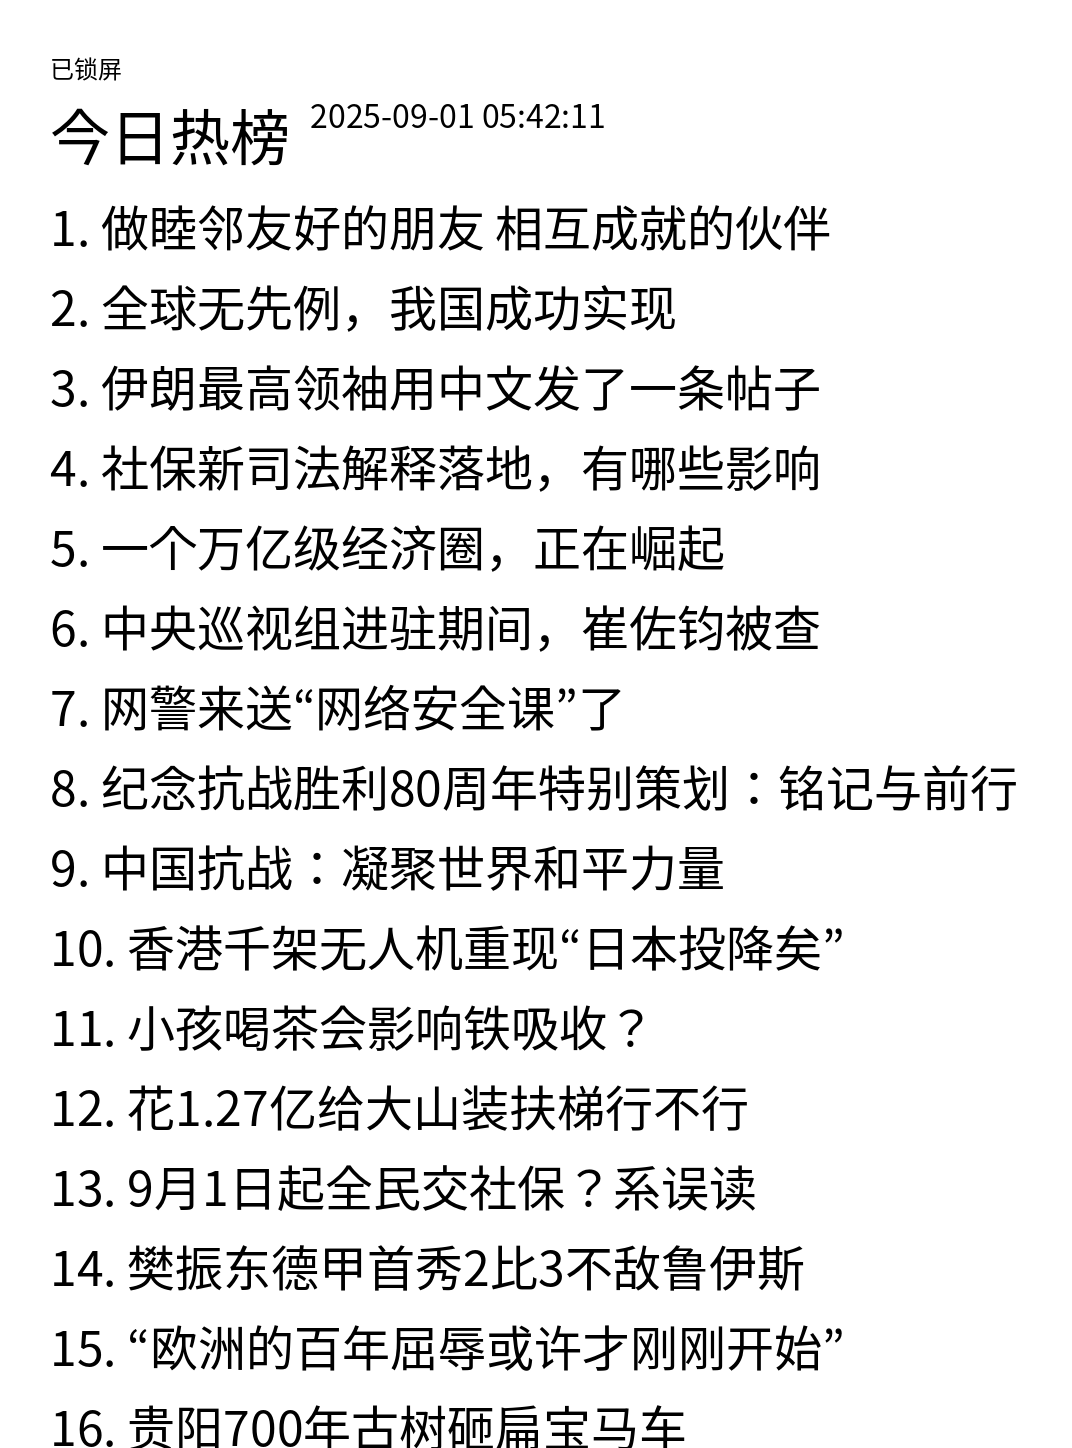 已锁屏
今日热榜 2025-09-01 05:42:11
1. 做睦邻友好的朋友 相互成就的伙伴
2. 全球无先例，我国成功实现
3. 伊朗最高领袖用中文发了一条帖子
4. 社保新司法解释落地，有哪些影响
5. 一个万亿级经济圈，正在崛起
6. 中央巡视组进驻期间，崔佐钧被查
7. 网警来送“网络安全课”了
8. 纪念抗战胜利80周年特别策划：铭记与前行
9. 中国抗战：凝聚世界和平力量
10. 香港千架无人机重现“日本投降矣”
11. 小孩喝茶会影响铁吸收？
12. 花1.27亿给大山装扶梯行不行
13. 9月1日起全民交社保？系误读
14. 樊振东德甲首秀2比3不敌鲁伊斯
15. “欧洲的百年屈辱或许才刚刚开始”
16. 贵阳700年古树砸扁宝马车